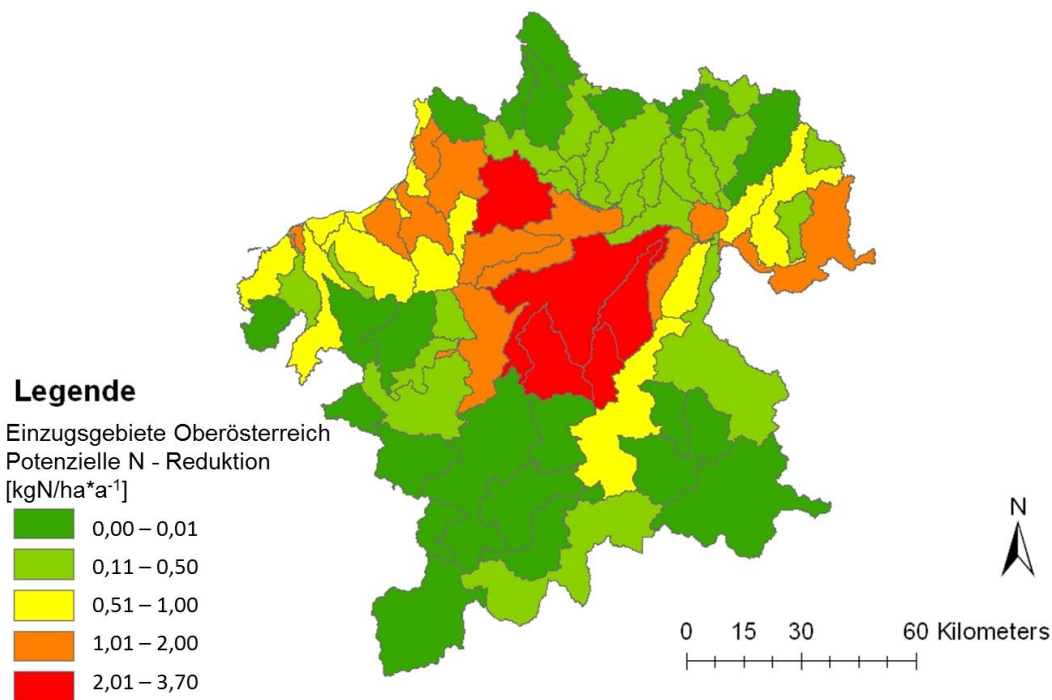 Legende
Einzugsgebiete Oberösterreich
Potenzielle N - Reduktion
[kgN/ha*a-1]
0,00 – 0,01
0,11 – 0,50
0,51 – 1,00
1,01 – 2,00
2,01 – 3,70
N
0 15 30 60 Kilometers